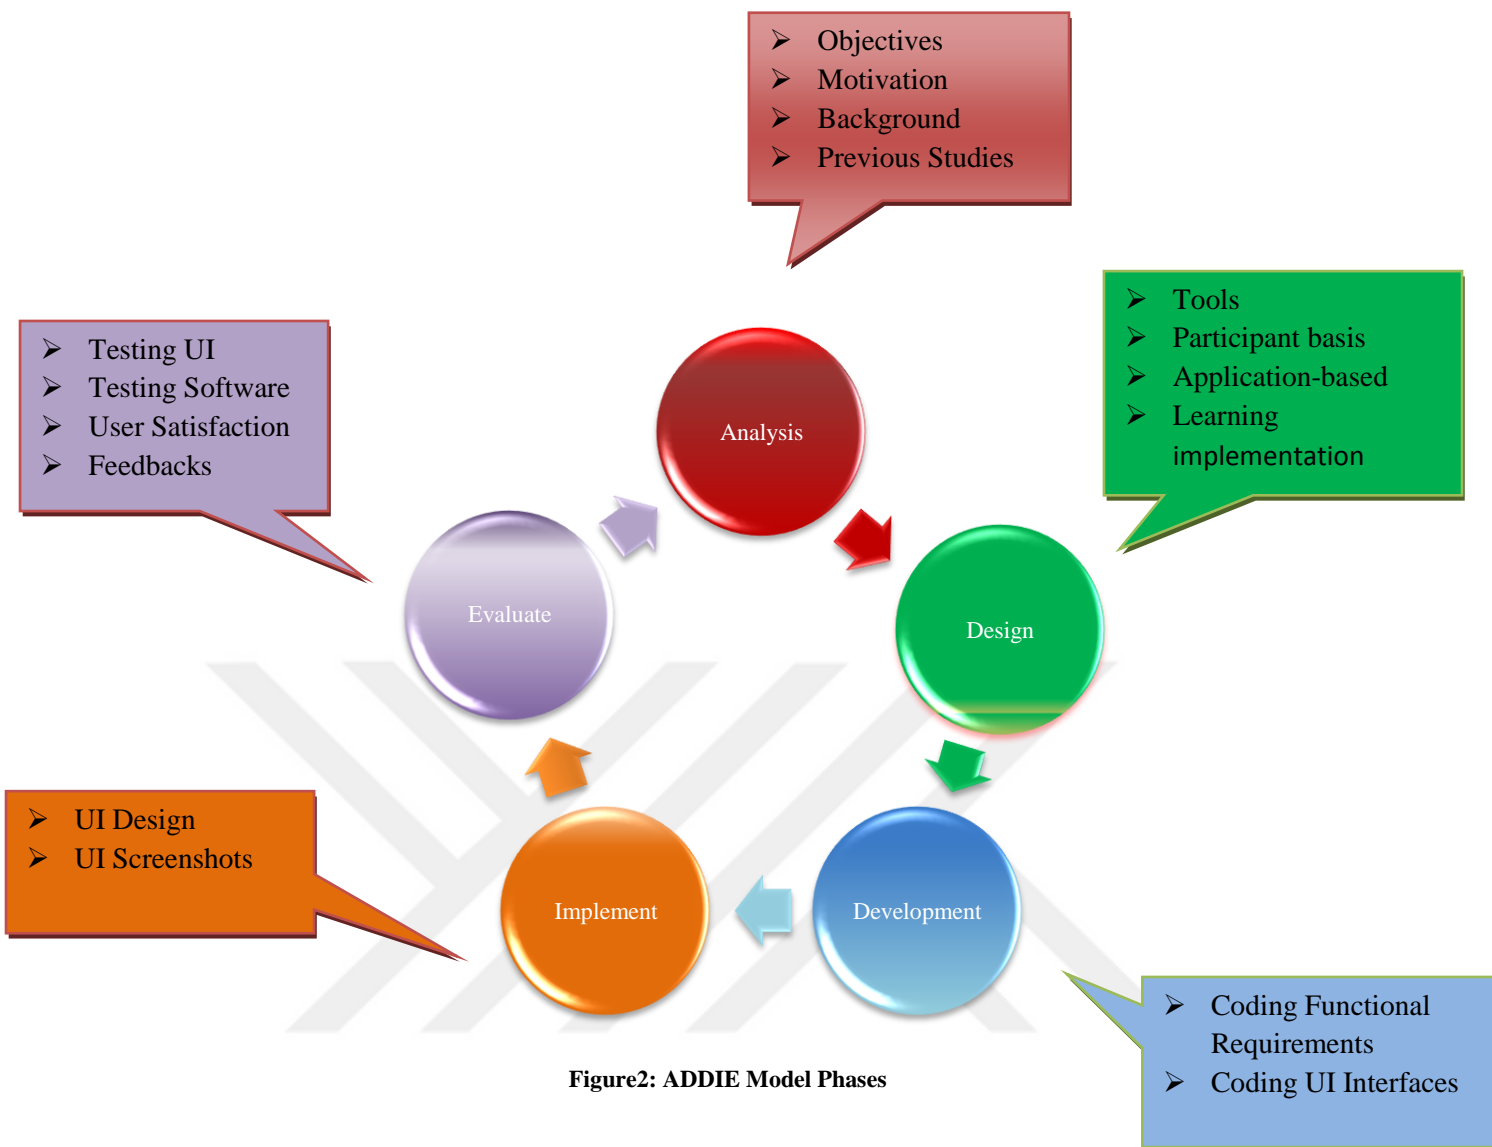 ➢ Objectives
➢ Motivation
➢ Background
➢ Previous Studies
➢ Tools
➢ Participant basis
➢ Application-based
➢ Learning
implementation
➢ Testing UI
➢ Testing Software
➢ User Satisfaction
➢ Feedbacks
Analysis
Evaluate
Design
➢ UI Design
➢ UI Screenshots
Implement
Development
➢ Coding Functional
Requirements
➢ Coding UI Interfaces
Figure2: ADDIE Model Phases